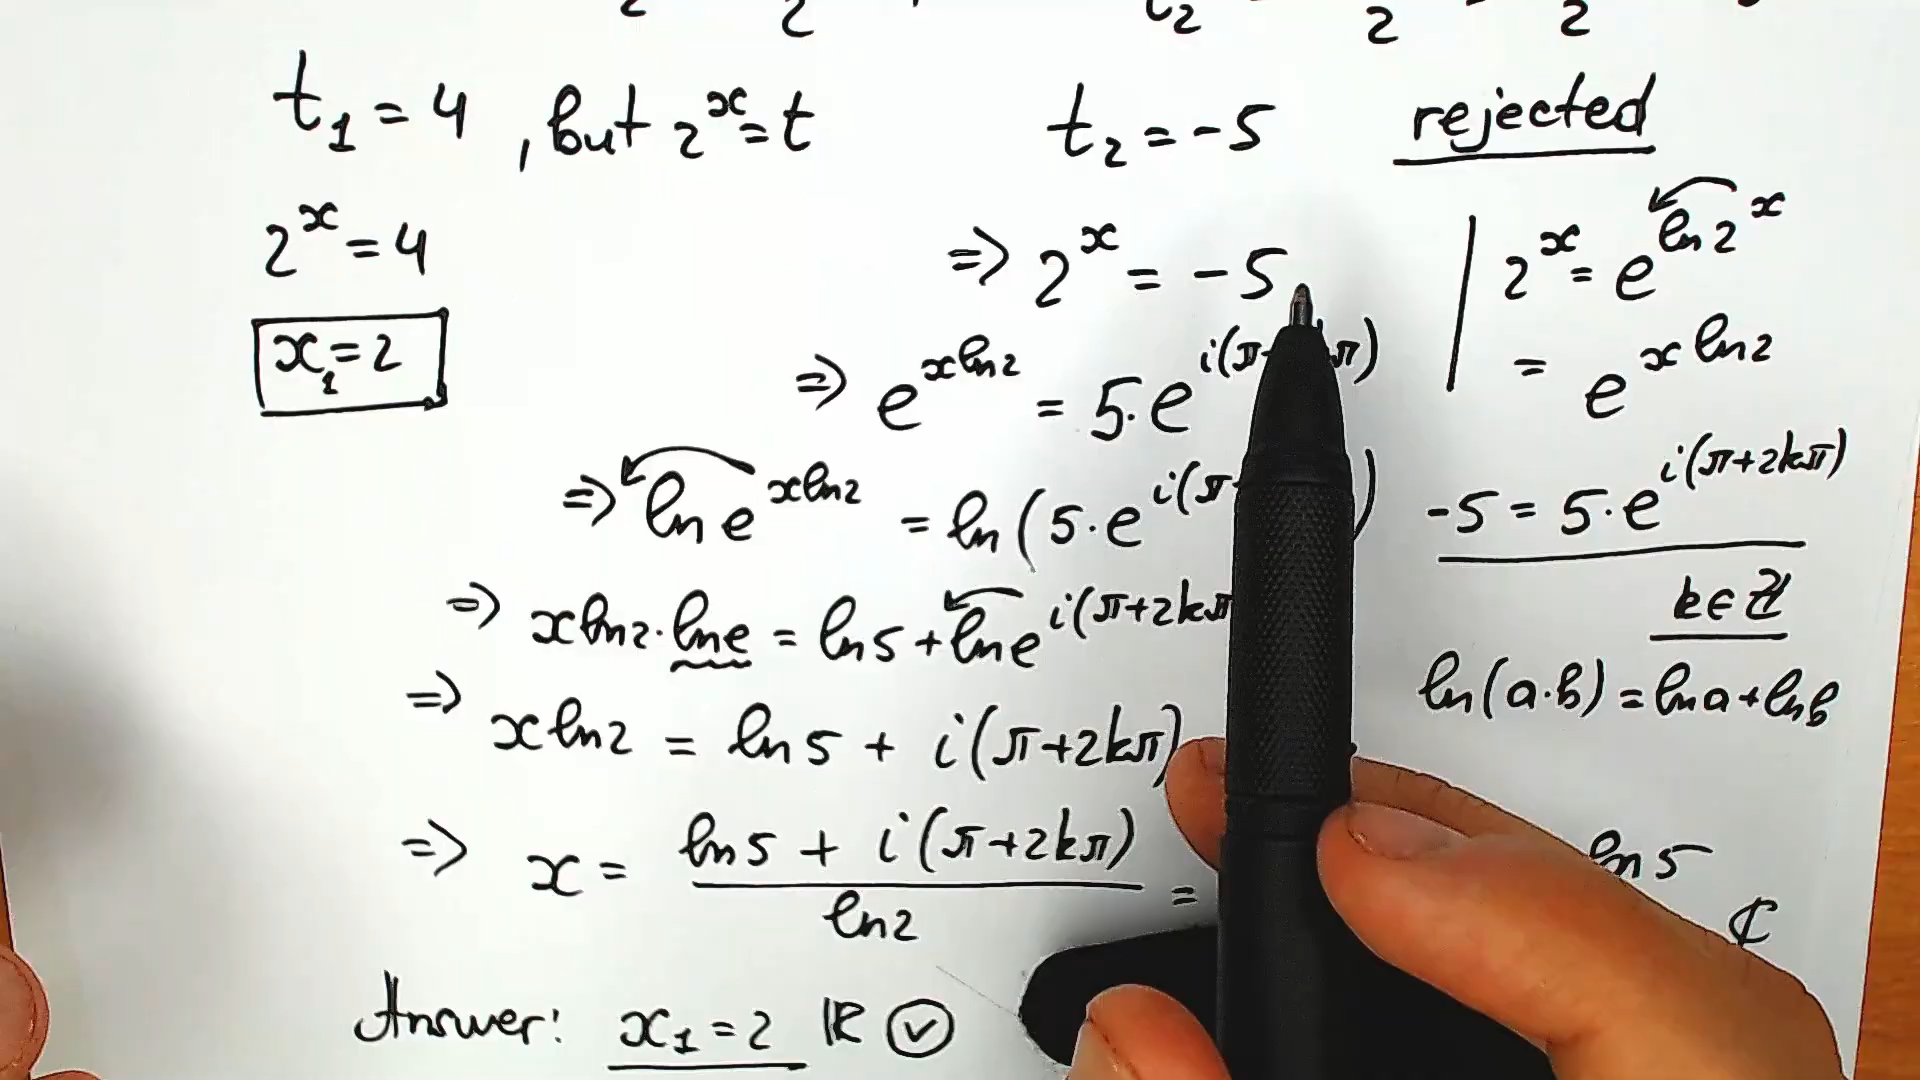 t₁ = 4 , but 2^x = t
t₂ = -5 rejected
2^x = 4
=> 2^x = -5
2^x = e^(ln2^x)
x₁ = 2
=> e^(xln2) = 5·e^(i(π π)
= e^(xln2)
=> ln e^(xln2) = ln(5·e^(i(π )
-5 = 5·e^(i(π+2kπ))
k∈ℤ
=> xln2·lne = ln5 + lne^(i(π+2kπ
ln(a·b) = lna+lnb
=> xln2 = ln5 + i(π+2kπ)
=> x = (ln5 + i(π+2kπ))/ln2 =
ln5
ℂ
Answer: x₁ = 2 ℝ ✓